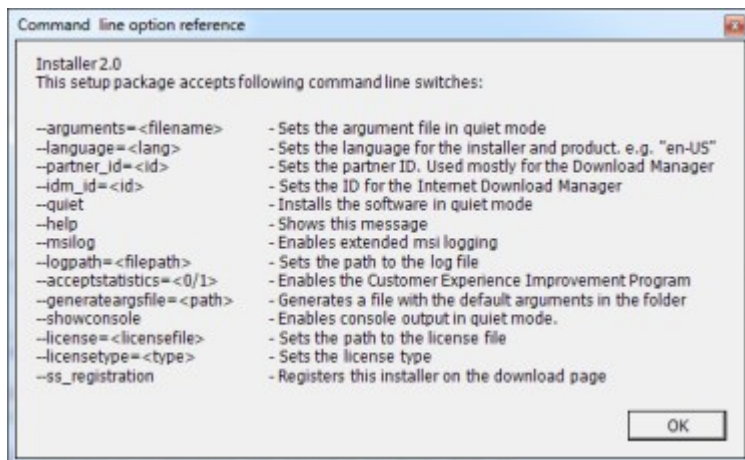 Command line option reference
Installer 2.0
This setup package accepts following command line switches:
--arguments=<filename> - Sets the argument file in quiet mode
--language=<lang> - Sets the language for the installer and product. e.g. "en-US"
--partner_id=<id> - Sets the partner ID. Used mostly for the Download Manager
--idm_id=<id> - Sets the ID for the Internet Download Manager
--quiet - Installs the software in quiet mode
--help - Shows this message
--msilog - Enables extended msi logging
--logpath=<filepath> - Sets the path to the log file
--acceptstatistics=<0/1> - Enables the Customer Experience Improvement Program
--generateargsfile=<path> - Generates a file with the default arguments in the folder
--showconsole - Enables console output in quiet mode.
--license=<licensefile> - Sets the path to the license file
--licensetype=<type> - Sets the license type
--ss_registration - Registers this installer on the download page
OK